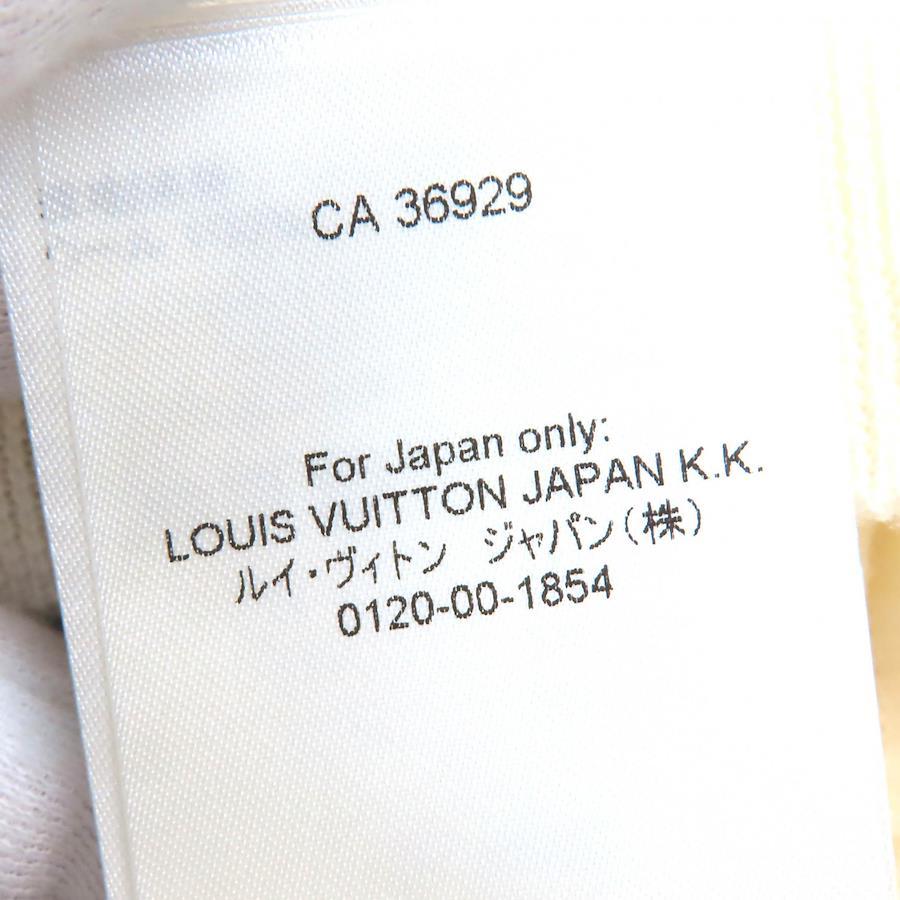 CA 36929
For Japan only:
LOUIS VUITTON JAPAN K.K.
ルイ・ヴィトン ジャパン(株)
0120-00-1854